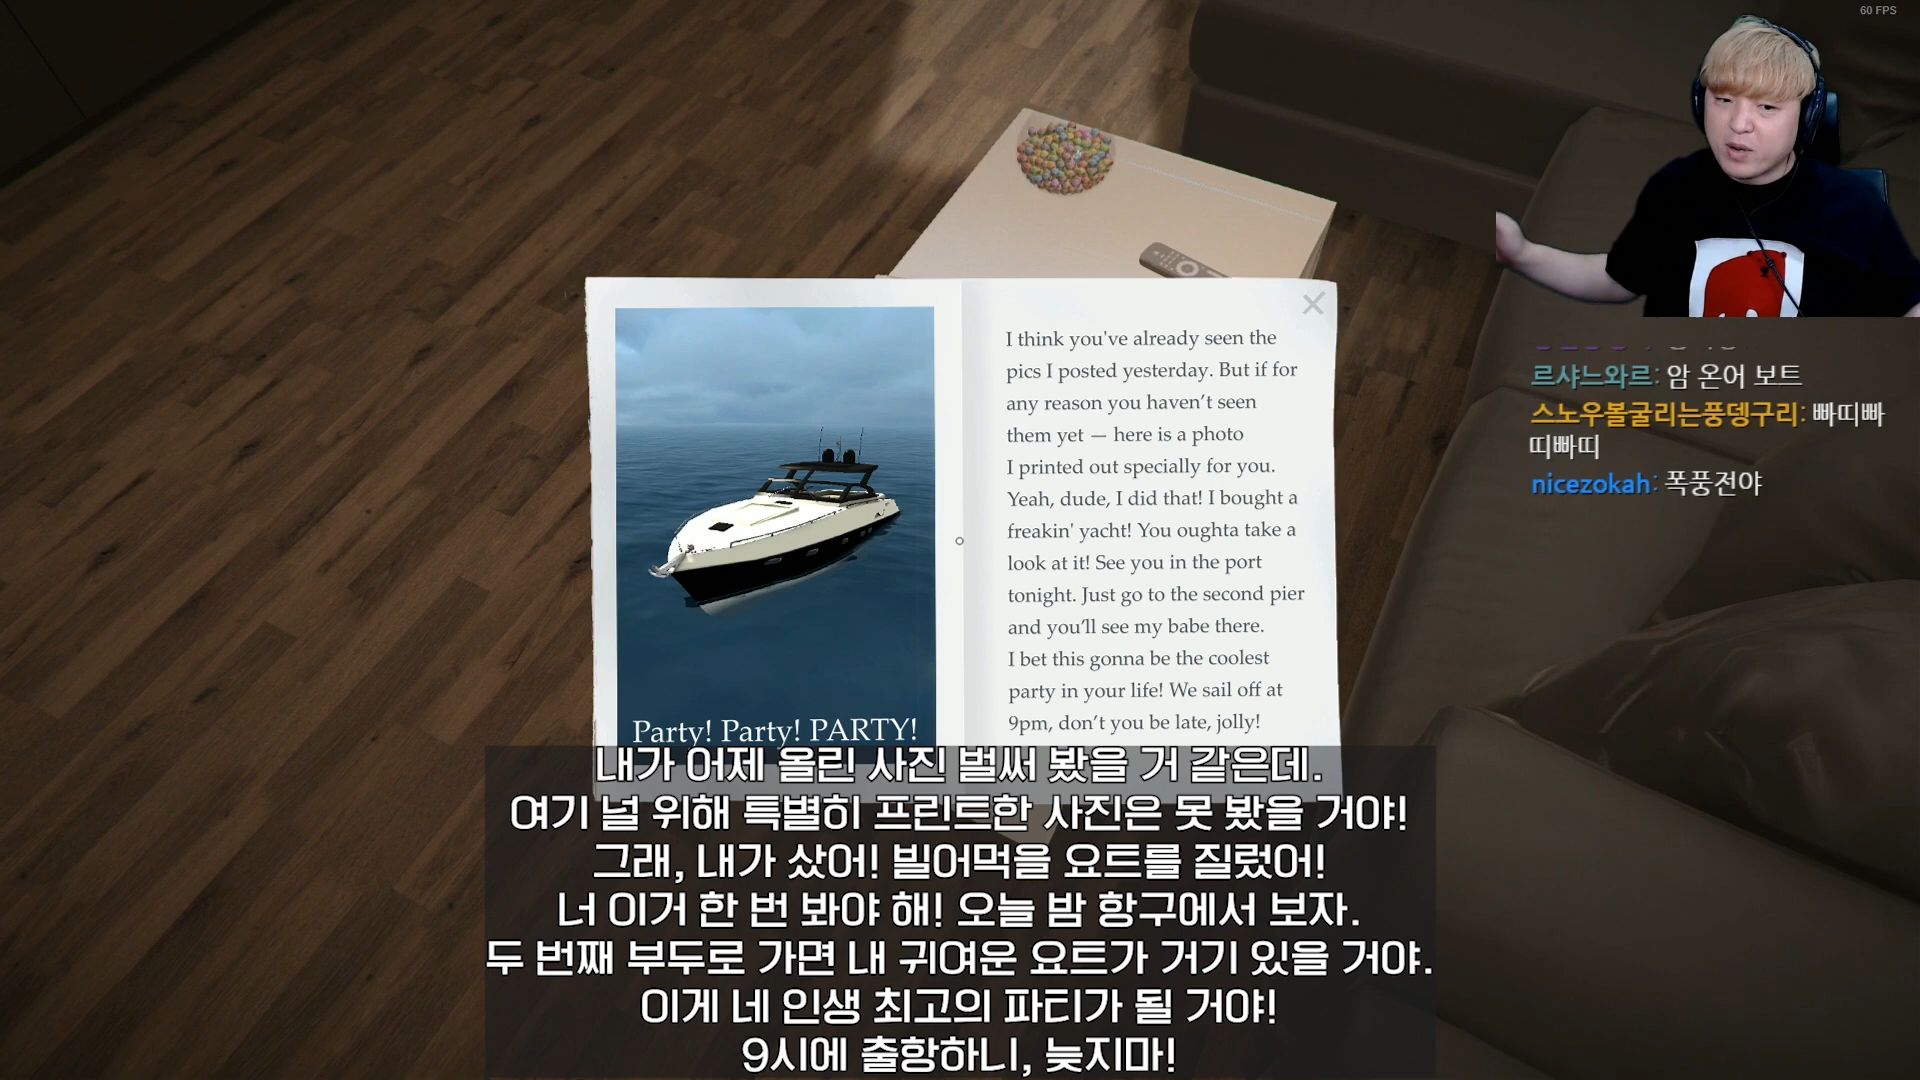 60 FPS
I think you've already seen the
pics I posted yesterday. But if for
any reason you haven’t seen
them yet — here is a photo
I printed out specially for you.
Yeah, dude, I did that! I bought a
freakin' yacht! You oughta take a
look at it! See you in the port
tonight. Just go to the second pier
and you’ll see my babe there.
I bet this gonna be the coolest
party in your life! We sail off at
9pm, don’t you be late, jolly!
Party! Party! PARTY!
르샤느와르: 암 온어 보트
스노우볼굴리는풍뎅구리: 빠띠빠
띠빠띠
nicezokah: 폭풍전야
내가 어제 올린 사진 벌써 봤을 거 같은데.
여기 널 위해 특별히 프린트한 사진은 못 봤을 거야!
그래, 내가 샀어! 빌어먹을 요트를 질렀어!
너 이거 한 번 봐야 해! 오늘 밤 항구에서 보자.
두 번째 부두로 가면 내 귀여운 요트가 거기 있을 거야.
이게 네 인생 최고의 파티가 될 거야!
9시에 출항하니, 늦지마!